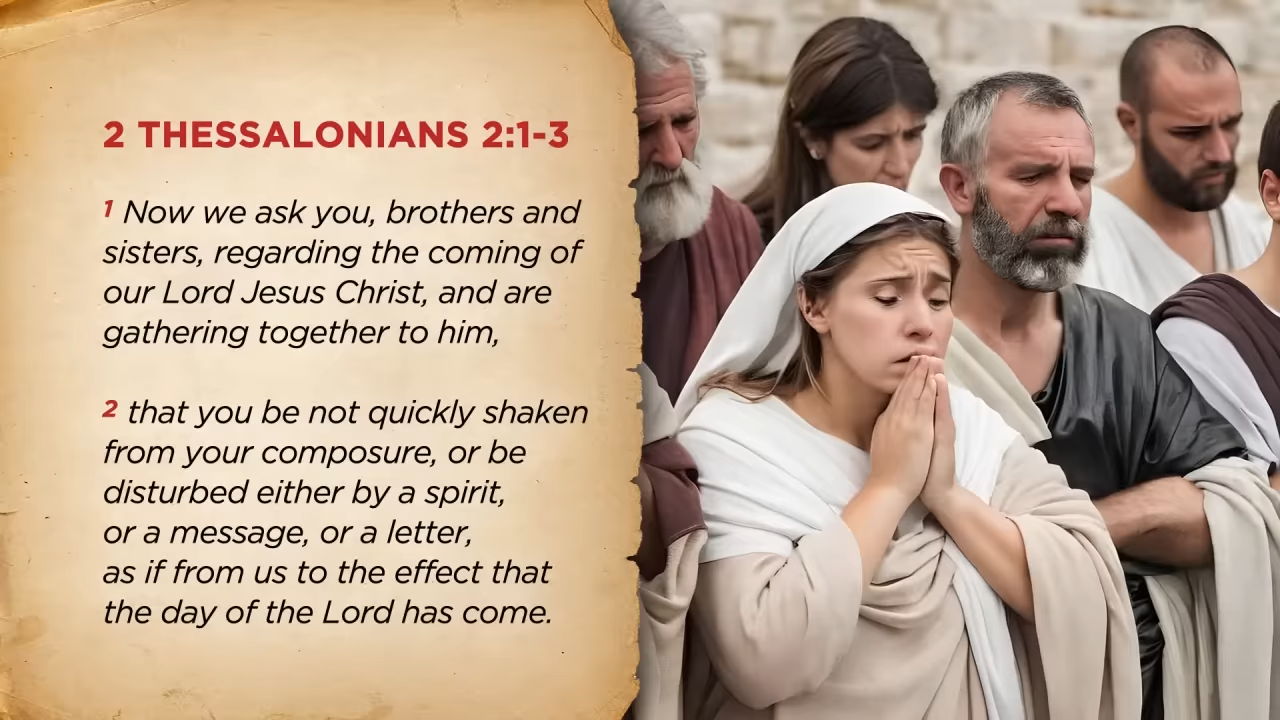 2 THESSALONIANS 2:1-3
1 Now we ask you, brothers and
sisters, regarding the coming of
our Lord Jesus Christ, and are
gathering together to him,
2 that you be not quickly shaken
from your composure, or be
disturbed either by a spirit,
or a message, or a letter,
as if from us to the effect that
the day of the Lord has come.